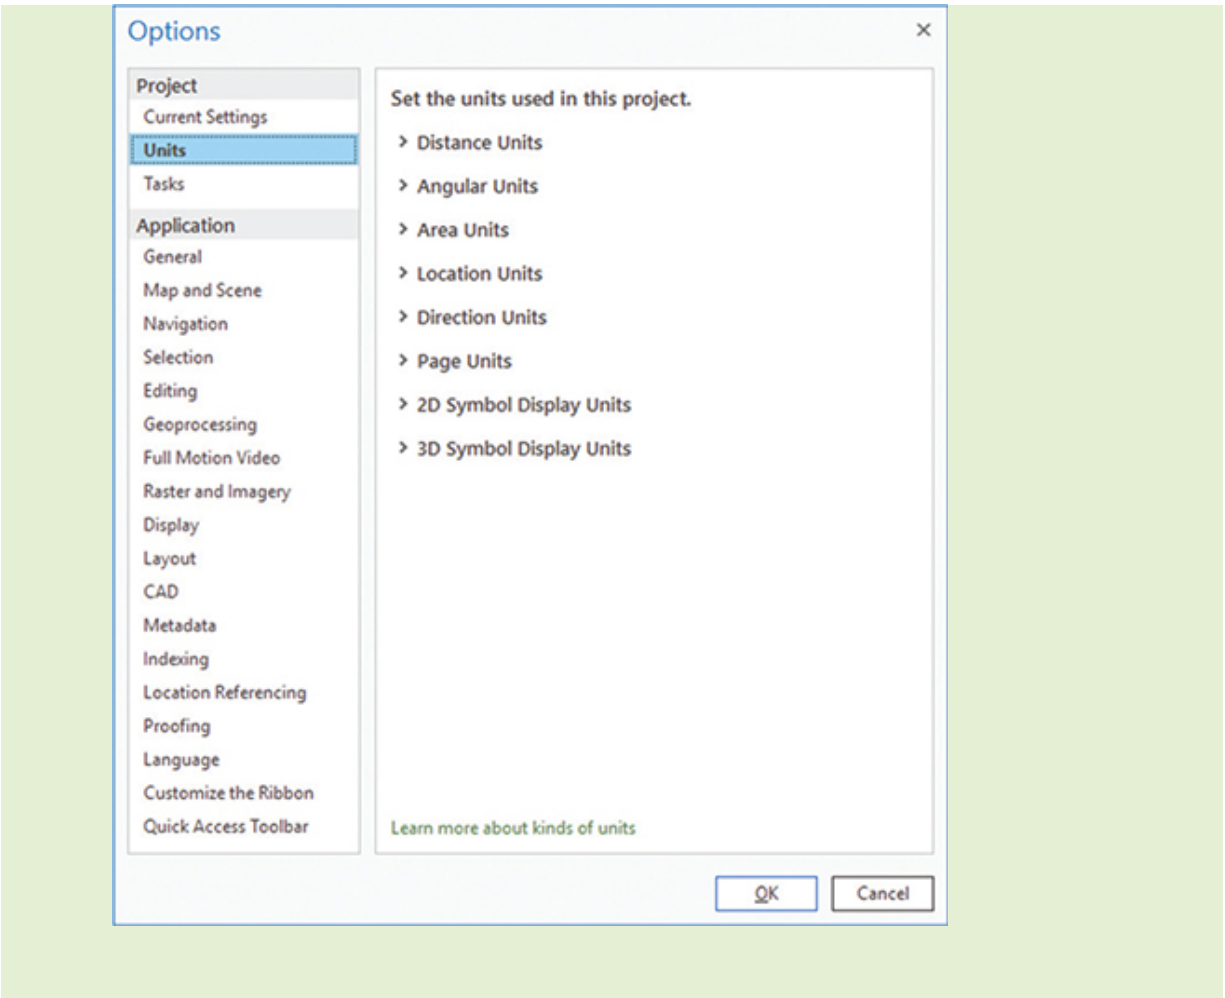 Options
Project
Current Settings
Units
Tasks
Application
General
Map and Scene
Navigation
Selection
Editing
Geoprocessing
Full Motion Video
Raster and Imagery
Display
Layout
CAD
Metadata
Indexing
Location Referencing
Proofing
Language
Customize the Ribbon
Quick Access Toolbar
Set the units used in this project.
Distance Units
Angular Units
Area Units
Location Units
Direction Units
Page Units
2D Symbol Display Units
3D Symbol Display Units
Learn more about kinds of units
OK
Cancel